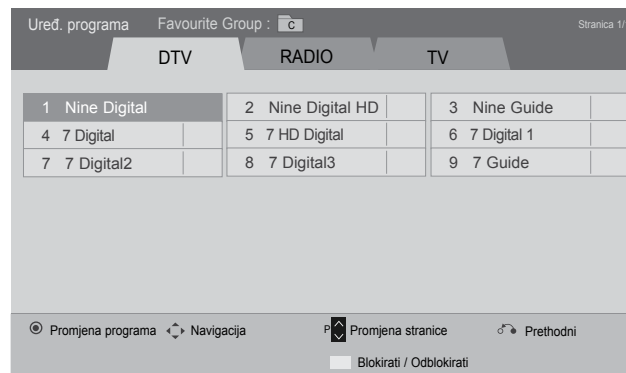 Uređ. programa Favourite Group : C Stranica 1/
DTV RADIO TV
1 Nine Digital 2 Nine Digital HD 3 Nine Guide
4 7 Digital 5 7 HD Digital 6 7 Digital 1
7 7 Digital2 8 7 Digital3 9 7 Guide
Promjena programa Navigacija P Promjena stranice Prethodni
Blokirati / Odblokirati